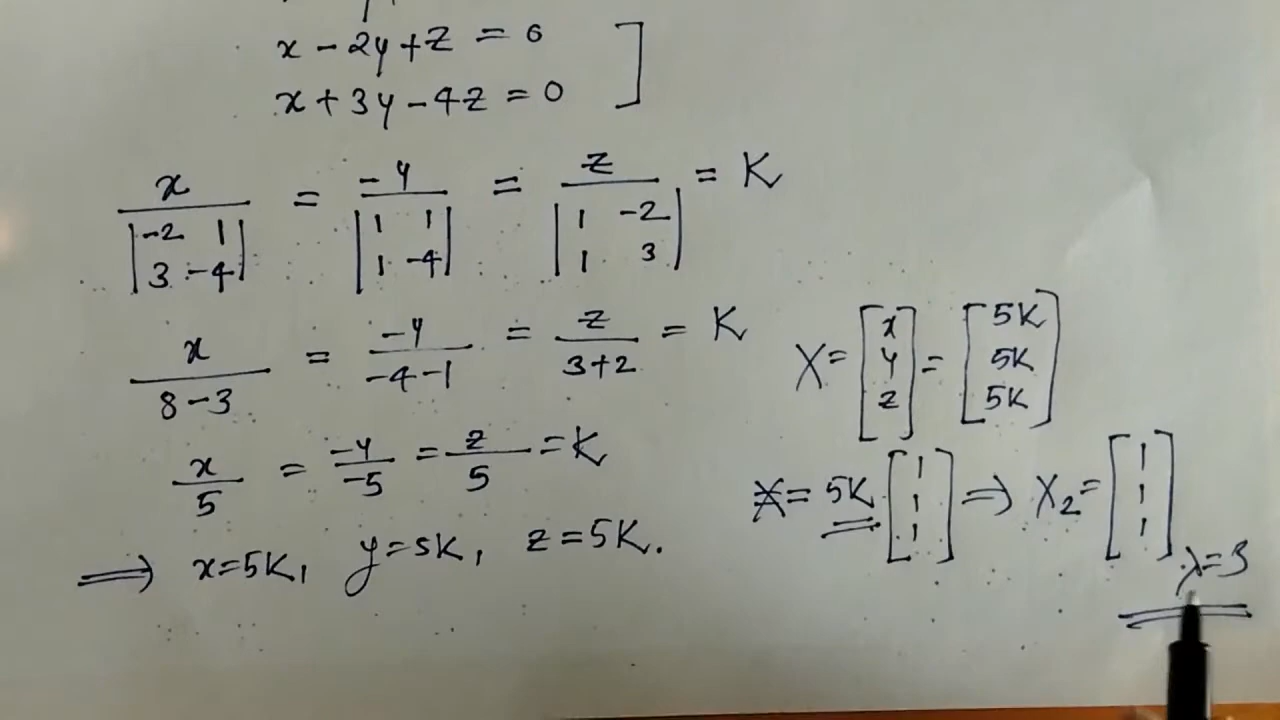 x - 2y + z = 0
x + 3y - 4z = 0
x / |-2 1; 3 -4| = -y / |1 1; 1 -4| = z / |1 -2; 1 3| = K
x / (8-3) = -y / (-4-1) = z / (3+2) = K
x/5 = -y/-5 = z/5 = K
⟹ x=5K, y=5K, z=5K.
X = [x; y; z] = [5K; 5K; 5K]
X = 5K [1; 1; 1] ⟹ X₂ = [1; 1; 1]
λ=3